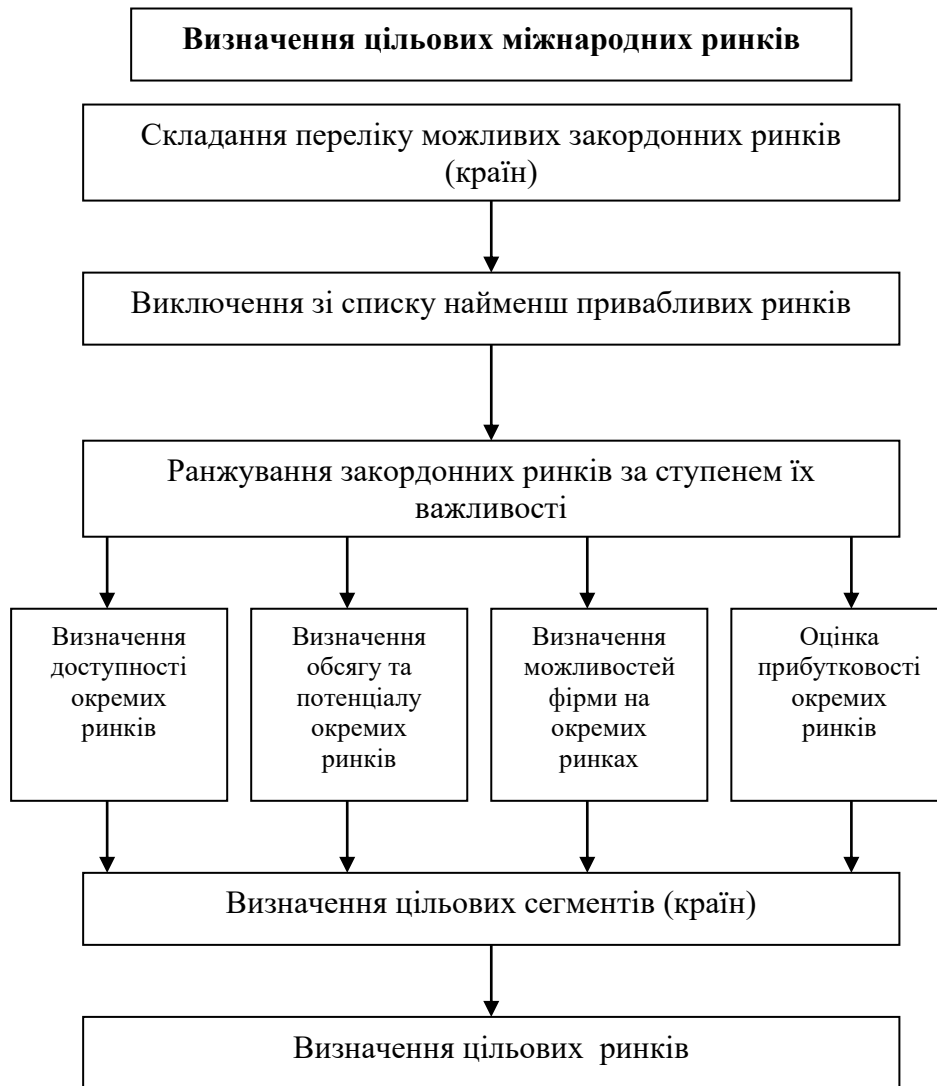 Визначення цільових міжнародних ринків
Складання переліку можливих закордонних ринків
(країн)
Виключення зі списку найменш привабливих ринків
Ранжування закордонних ринків за ступенем їх
важливості
Визначення
доступності
окремих
ринків
Визначення
обсягу та
потенціалу
окремих
ринків
Визначення
можливостей
фірми на
окремих
ринках
Оцінка
прибутковості
окремих
ринків
Визначення цільових сегментів (країн)
Визначення цільових ринків